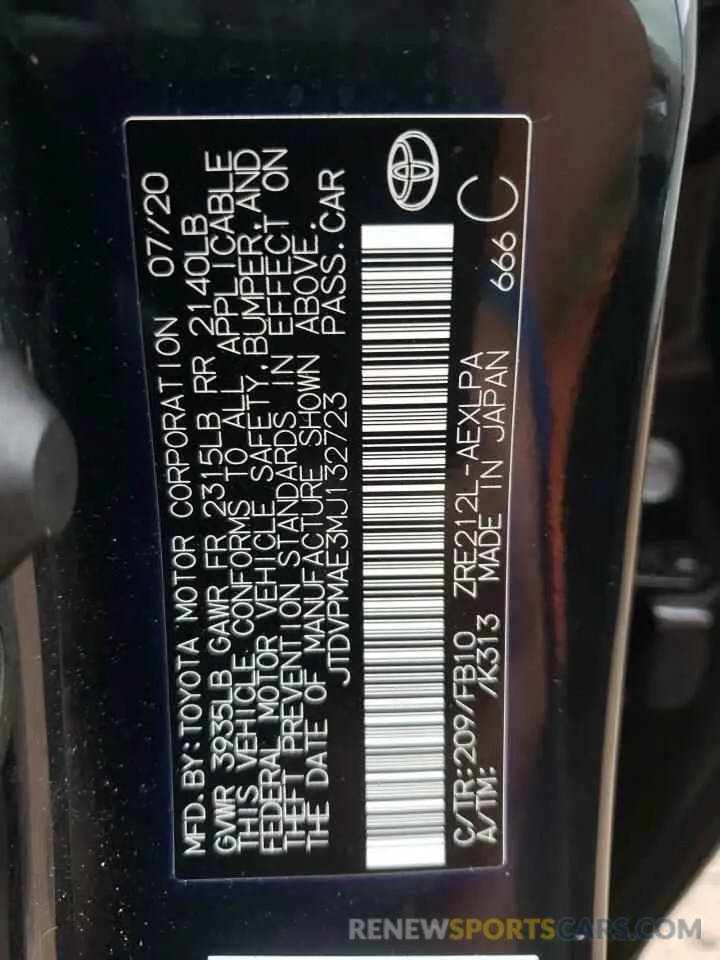 MFD. BY:TOYOTA MOTOR CORPORATION 07/20
GVWR 3935LB GAWR FR 2315LB RR 2140LB
THIS VEHICLE CONFORMS TO ALL APPLICABLE
FEDERAL MOTOR VEHICLE SAFETY, BUMPER, AND
THEFT PREVENTION STANDARDS IN EFFECT ON
THE DATE OF MANUFACTURE SHOWN ABOVE.
JTDVPMAE3MJ132723 PASS.CAR
C/TR:209/FB10 ZRE212L-AEXLPA
A/TM: /K313 MADE IN JAPAN 666 C
RENEWSPORTSCARS.COM